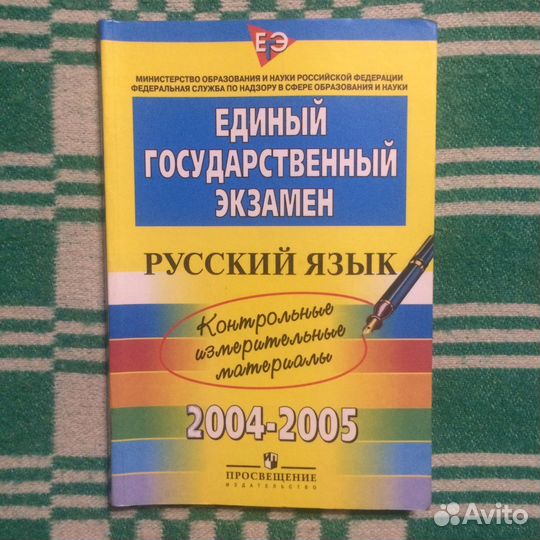 ЕГЭ
МИНИСТЕРСТВО ОБРАЗОВАНИЯ И НАУКИ РОССИЙСКОЙ ФЕДЕРАЦИИ
ФЕДЕРАЛЬНАЯ СЛУЖБА ПО НАДЗОРУ В СФЕРЕ ОБРАЗОВАНИЯ И НАУКИ
ЕДИНЫЙ
ГОСУДАРСТВЕННЫЙ
ЭКЗАМЕН
РУССКИЙ ЯЗЫК
Контрольные
измерительные
материалы
2004-2005
ПРОСВЕЩЕНИЕ
ИЗДАТЕЛЬСТВО
Avito